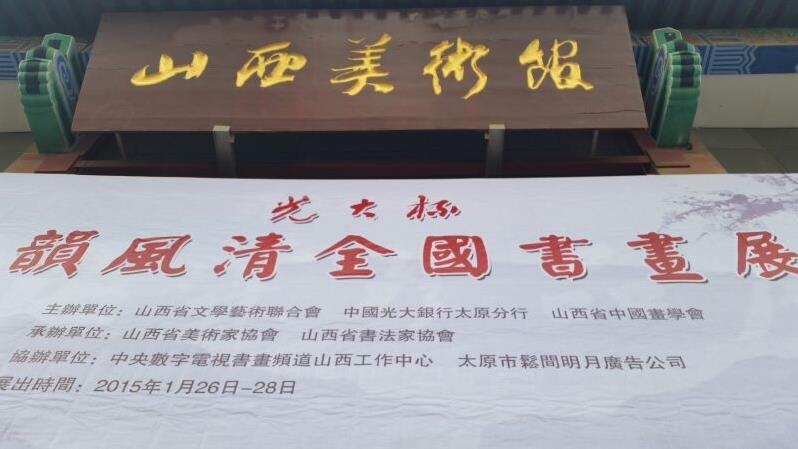 山西美術館
光大杯
韻風清全國書畫展
主辦單位：山西省文學藝術聯合會 中國光大銀行太原分行 山西省中國畫學會
承辦單位：山西省美術家協會 山西省書法家協會
協辦單位：中央数字電視書畫頻道山西工作中心 太原市鬆間明月廣告公司
展出時間：2015年1月26日-28日